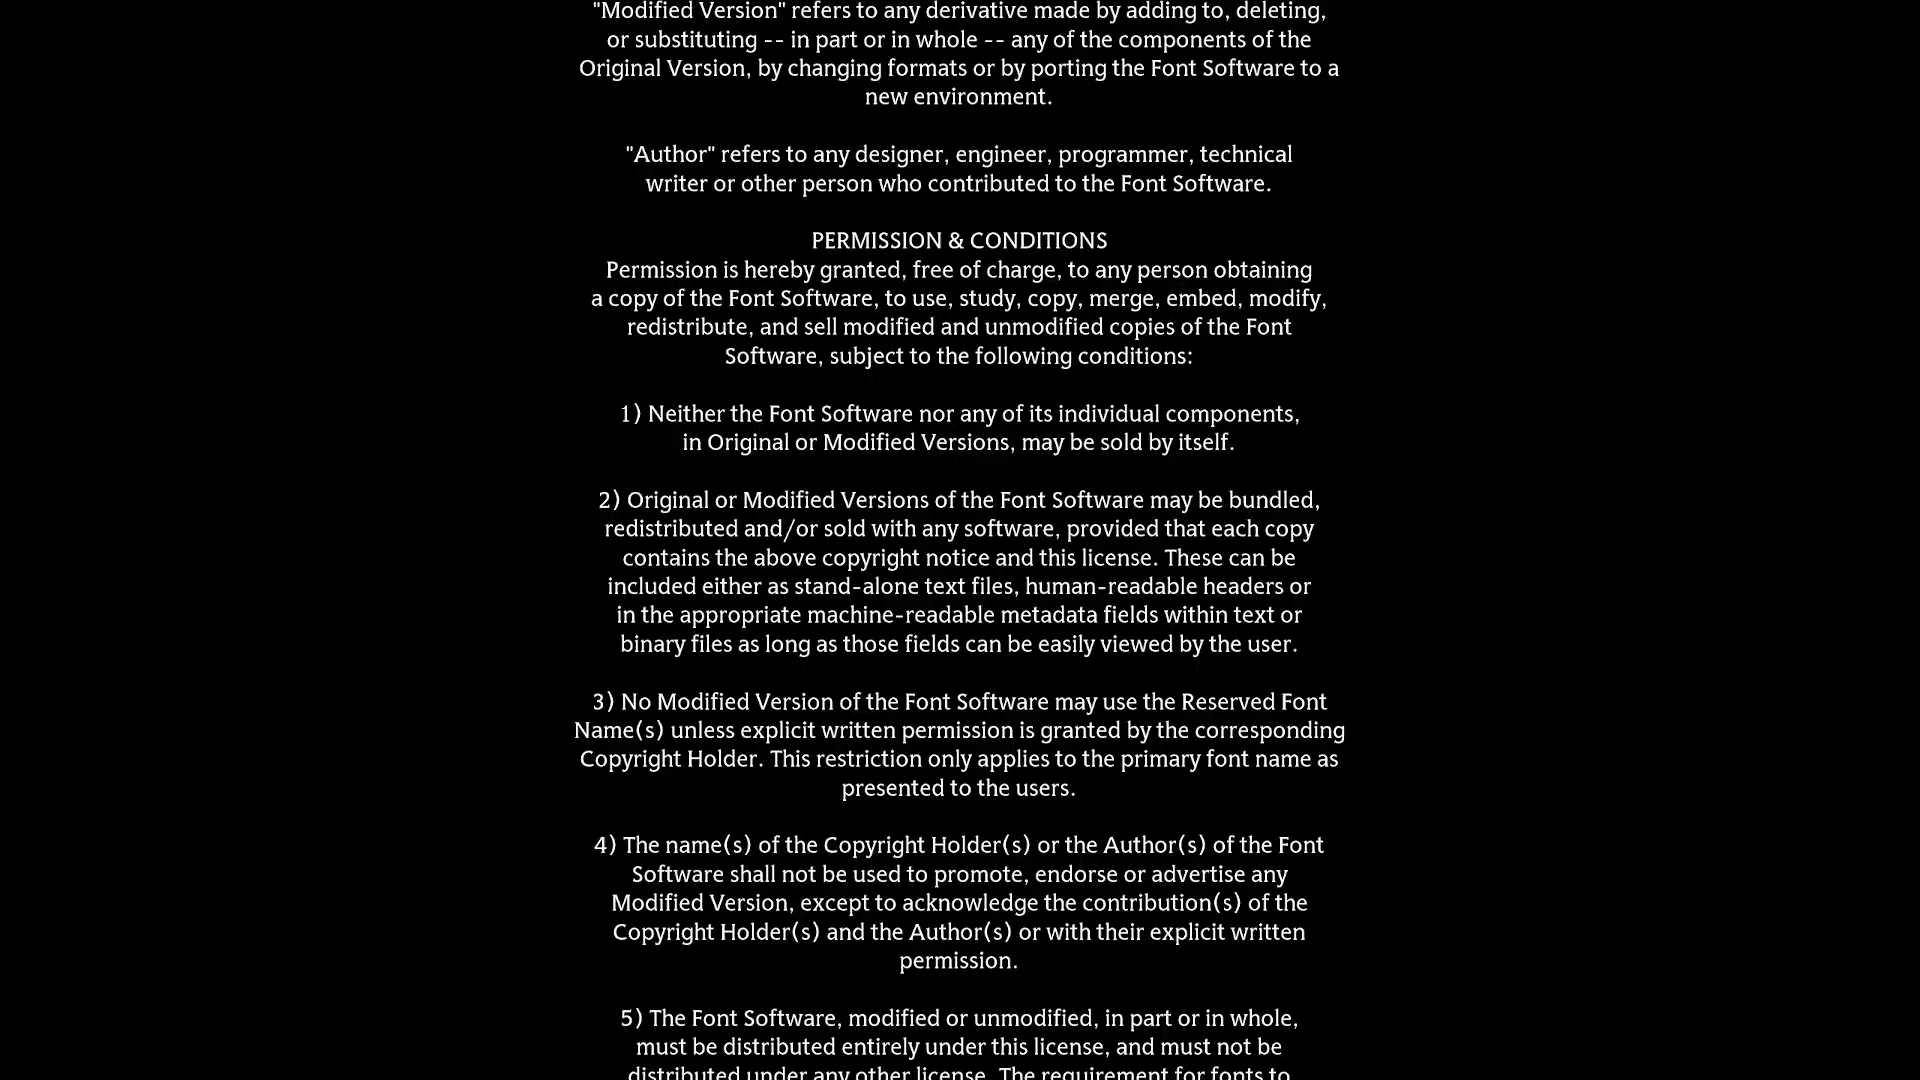 "Modified Version" refers to any derivative made by adding to, deleting,
or substituting -- in part or in whole -- any of the components of the
Original Version, by changing formats or by porting the Font Software to a
new environment.
"Author" refers to any designer, engineer, programmer, technical
writer or other person who contributed to the Font Software.
PERMISSION & CONDITIONS
Permission is hereby granted, free of charge, to any person obtaining
a copy of the Font Software, to use, study, copy, merge, embed, modify,
redistribute, and sell modified and unmodified copies of the Font
Software, subject to the following conditions:
1) Neither the Font Software nor any of its individual components,
in Original or Modified Versions, may be sold by itself.
2) Original or Modified Versions of the Font Software may be bundled,
redistributed and/or sold with any software, provided that each copy
contains the above copyright notice and this license. These can be
included either as stand-alone text files, human-readable headers or
in the appropriate machine-readable metadata fields within text or
binary files as long as those fields can be easily viewed by the user.
3) No Modified Version of the Font Software may use the Reserved Font
Name(s) unless explicit written permission is granted by the corresponding
Copyright Holder. This restriction only applies to the primary font name as
presented to the users.
4) The name(s) of the Copyright Holder(s) or the Author(s) of the Font
Software shall not be used to promote, endorse or advertise any
Modified Version, except to acknowledge the contribution(s) of the
Copyright Holder(s) and the Author(s) or with their explicit written
permission.
5) The Font Software, modified or unmodified, in part or in whole,
must be distributed entirely under this license, and must not be
distributed under any other license. The requirement for fonts to